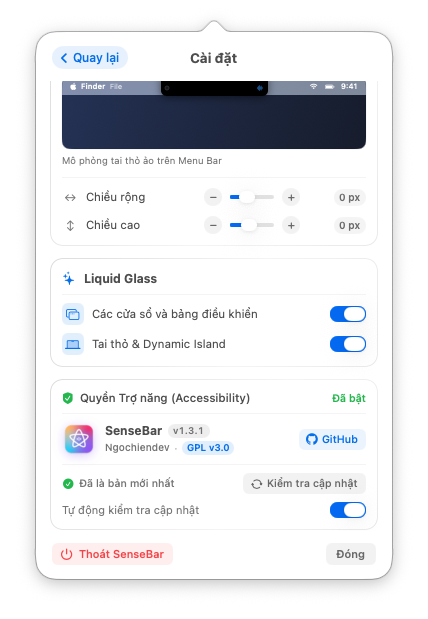 Quay lại
Cài đặt
Finder File 9:41
Mô phỏng tai thỏ ảo trên Menu Bar
Chiều rộng − + 0 px
Chiều cao − + 0 px
Liquid Glass
Các cửa sổ và bảng điều khiển
Tai thỏ & Dynamic Island
Quyền Trợ năng (Accessibility) Đã bật
SenseBar v1.3.1
Ngochiendev · GPL v3.0
GitHub
Đã là bản mới nhất
Kiểm tra cập nhật
Tự động kiểm tra cập nhật
Thoát SenseBar
Đóng